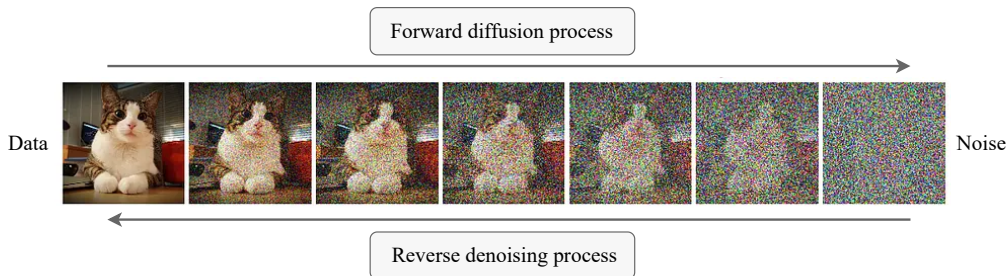 Forward diffusion process
Data
Noise
Reverse denoising process